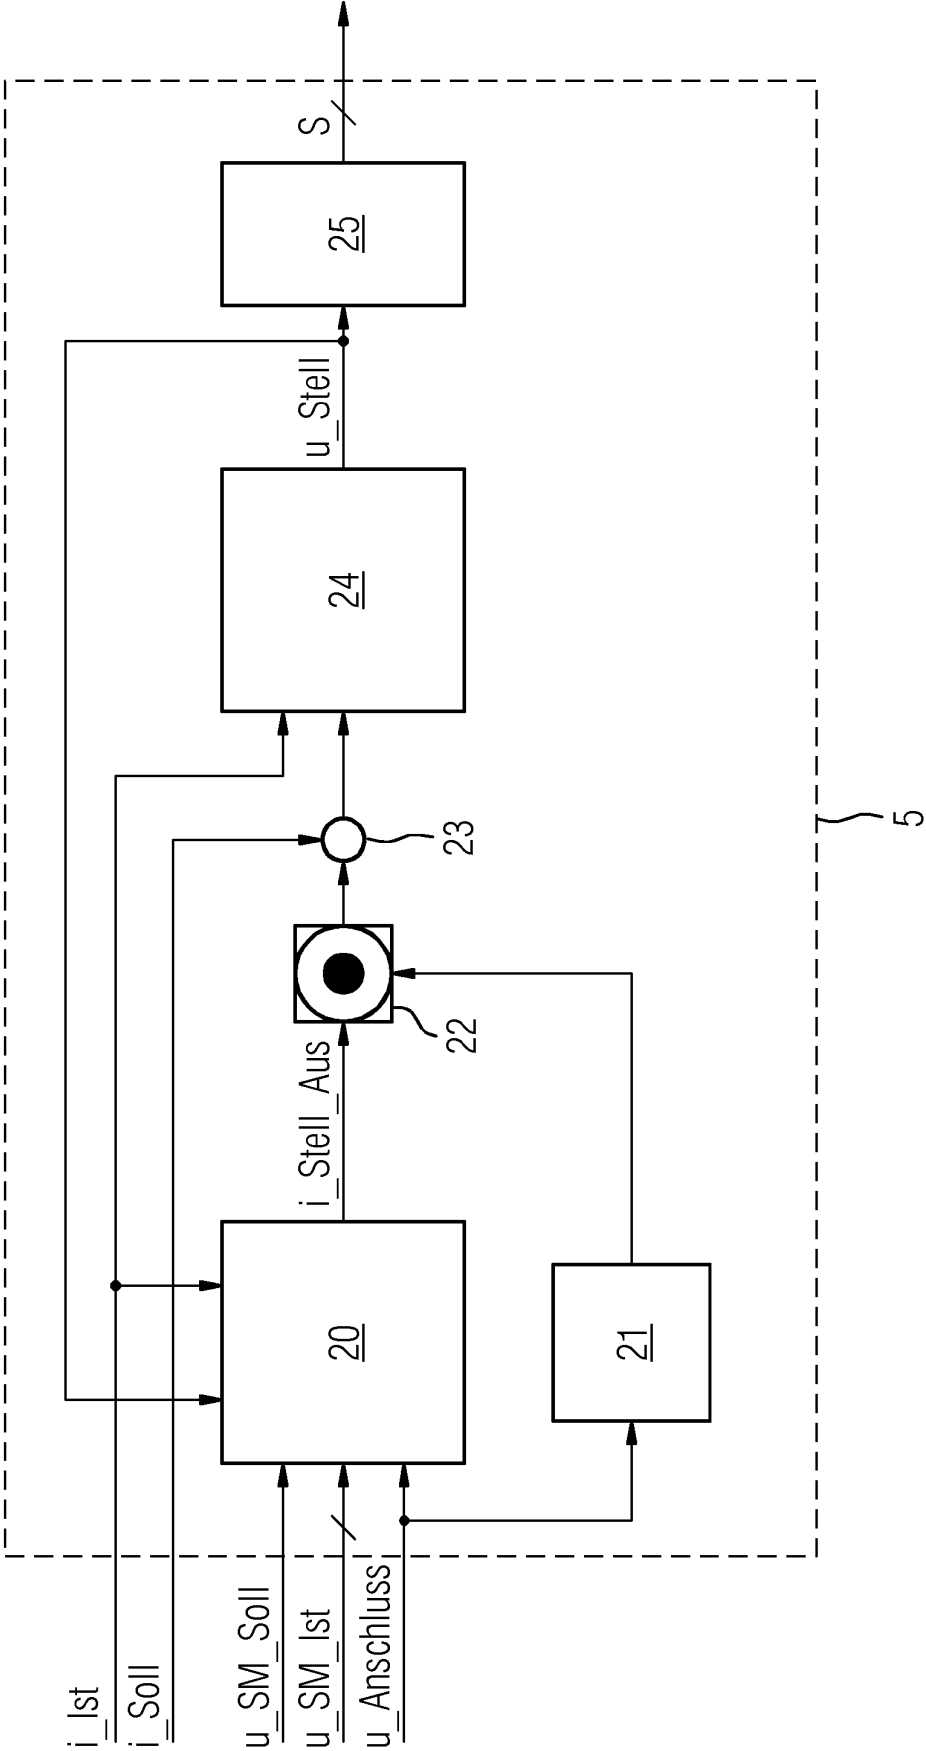 i_Ist
i_Soll
u_SM_Soll
u_SM_Ist
u_Anschluss
20
21
i_Stell_Aus
22
23
24
u_Stell
25
S
5